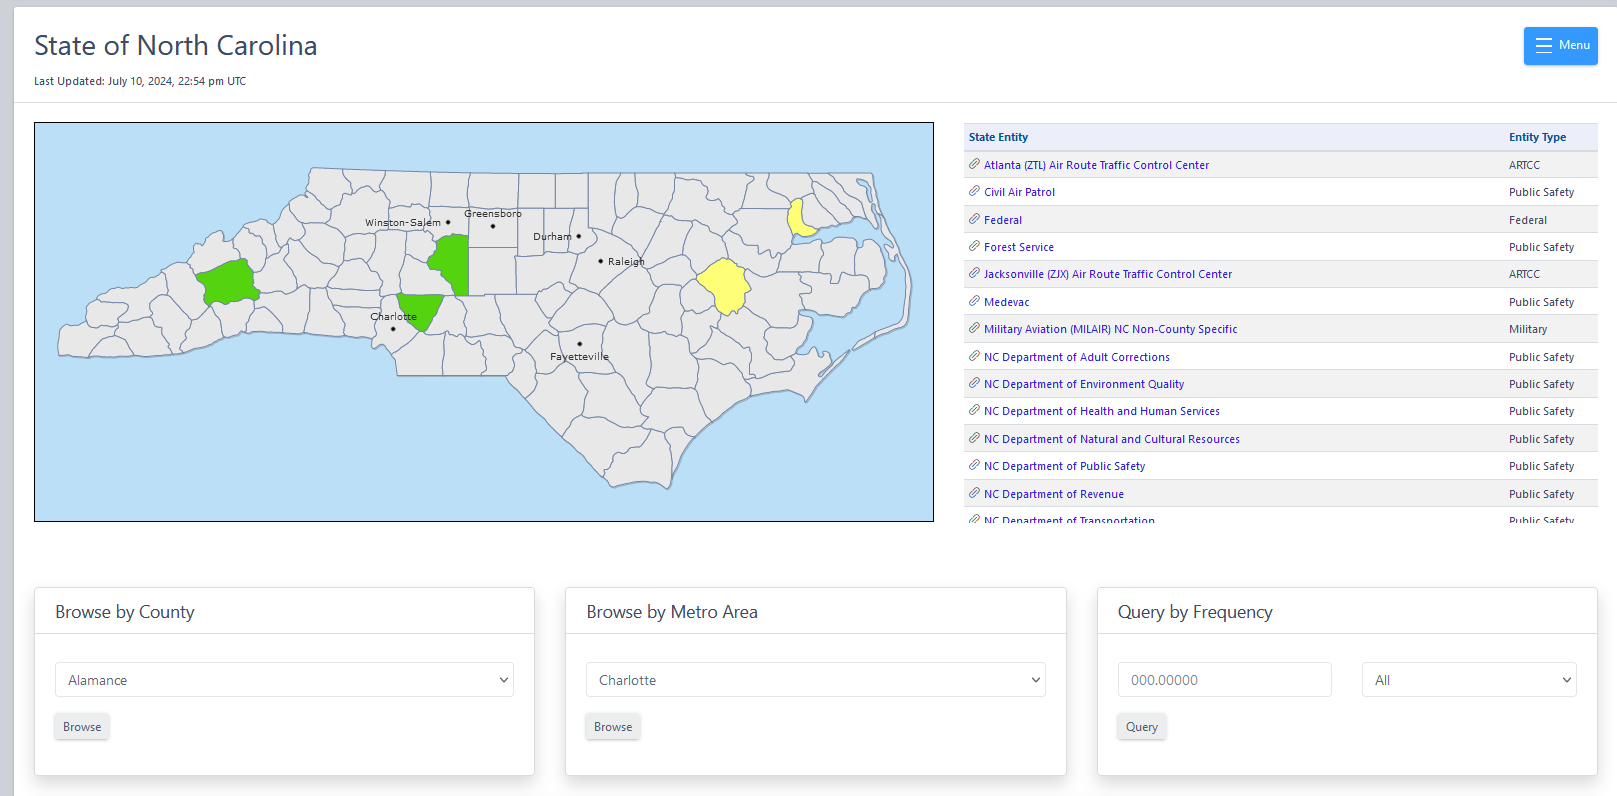 State of North Carolina
Menu
Last Updated: July 10, 2024, 22:54 pm UTC
Greensboro
Winston-Salem
Durham
Raleigh
Charlotte
Fayetteville
State Entity Entity Type
Atlanta (ZTL) Air Route Traffic Control Center ARTCC
Civil Air Patrol Public Safety
Federal Federal
Forest Service Public Safety
Jacksonville (ZJX) Air Route Traffic Control Center ARTCC
Medevac Public Safety
Military Aviation (MILAIR) NC Non-County Specific Military
NC Department of Adult Corrections Public Safety
NC Department of Environment Quality Public Safety
NC Department of Health and Human Services Public Safety
NC Department of Natural and Cultural Resources Public Safety
NC Department of Public Safety Public Safety
NC Department of Revenue Public Safety
NC Department of Transportation Public Safety
Browse by County
Alamance
Browse
Browse by Metro Area
Charlotte
Browse
Query by Frequency
000.00000 All
Query